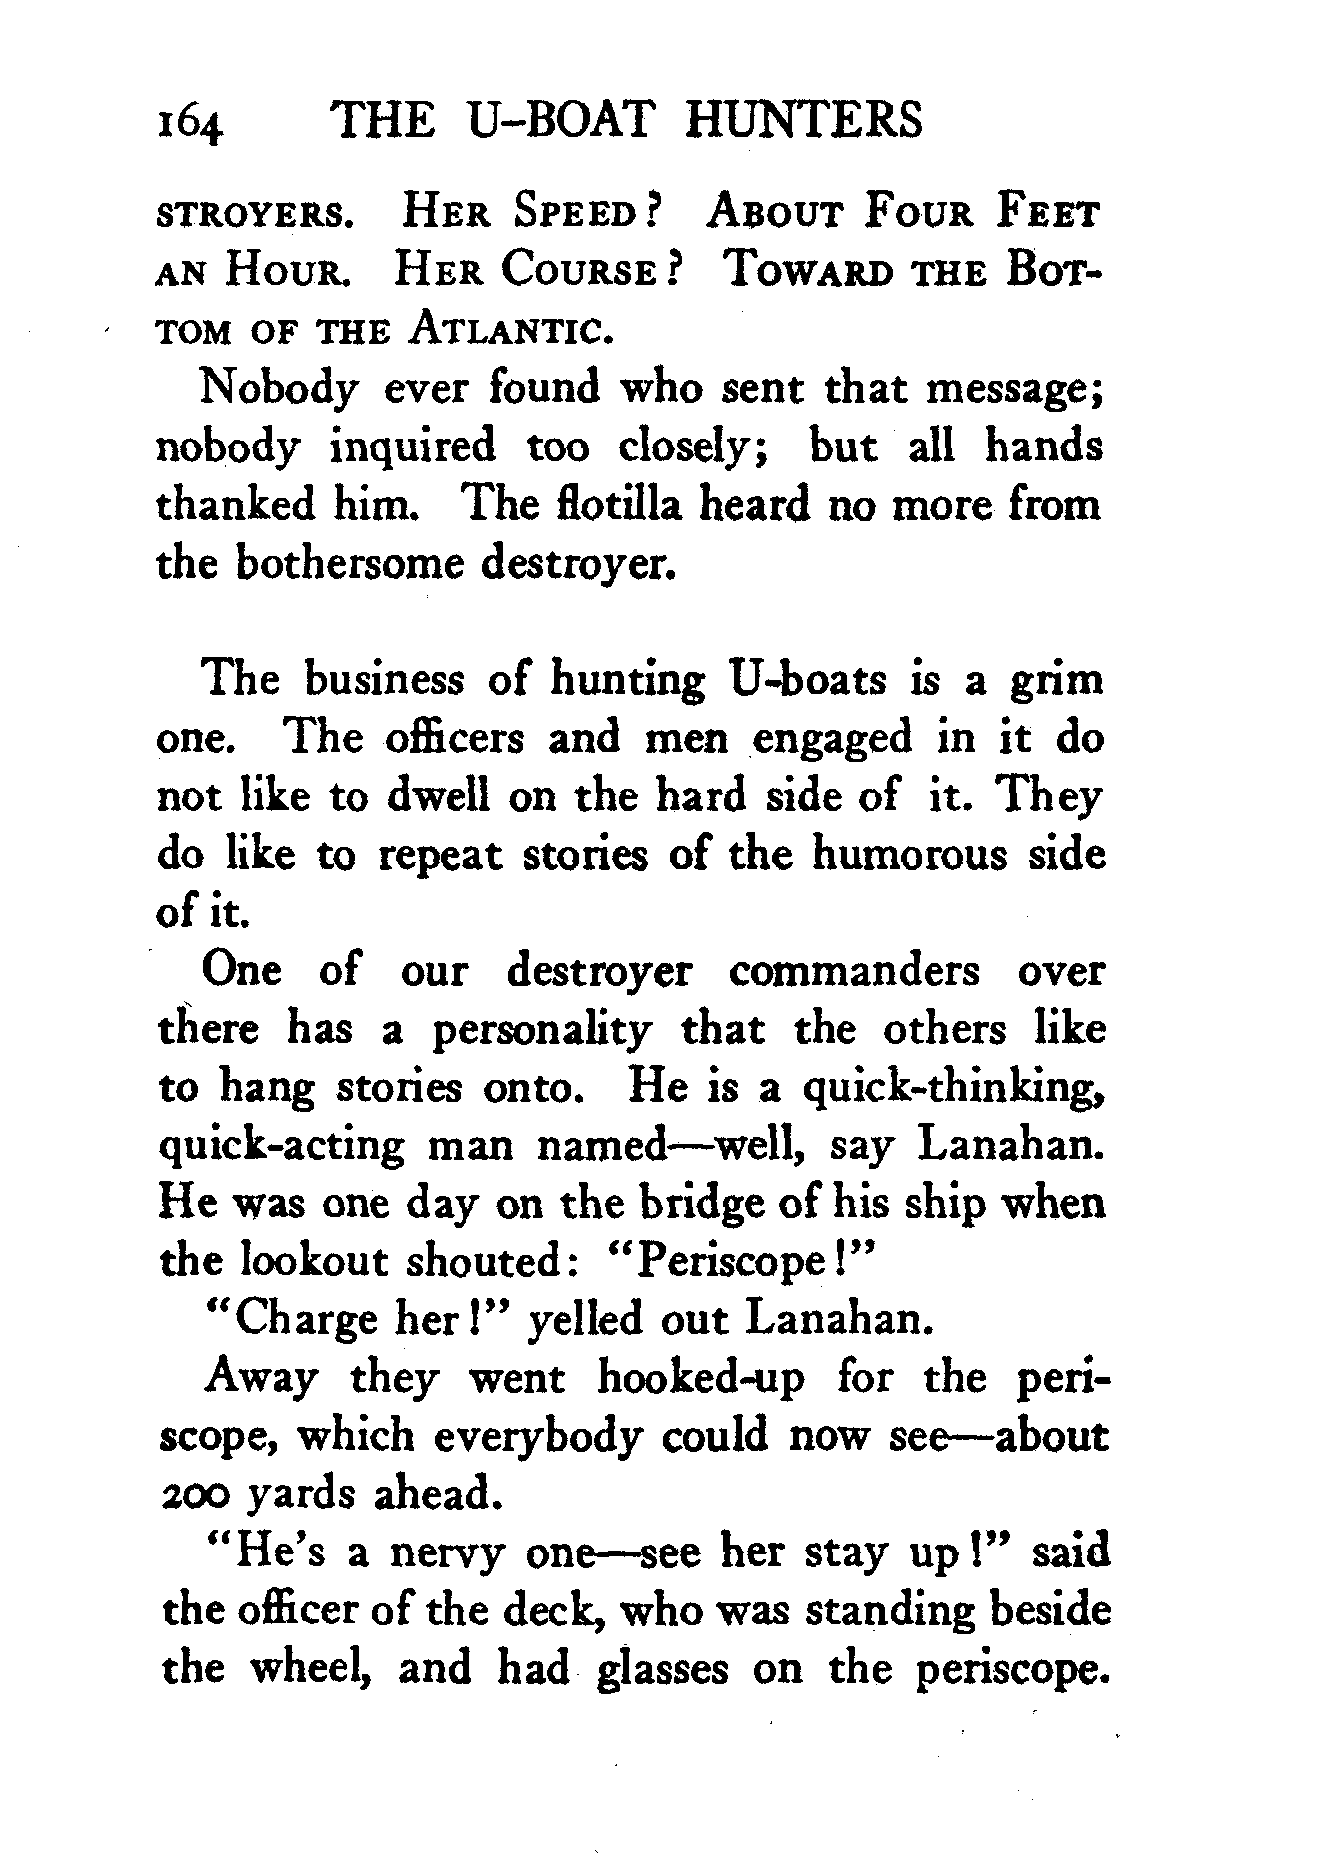 164 THE U-BOAT HUNTERS
STROYERS. HER SPEED? ABOUT FOUR FEET
AN HOUR. HER COURSE? TOWARD THE BOT-
TOM OF THE ATLANTIC.
Nobody ever found who sent that message;
nobody inquired too closely; but all hands
thanked him. The flotilla heard no more from
the bothersome destroyer.
The business of hunting U-boats is a grim
one. The officers and men engaged in it do
not like to dwell on the hard side of it. They
do like to repeat stories of the humorous side
of it.
One of our destroyer commanders over
there has a personality that the others like
to hang stories onto. He is a quick-thinking,
quick-acting man named—well, say Lanahan.
He was one day on the bridge of his ship when
the lookout shouted: "Periscope!"
"Charge her!" yelled out Lanahan.
Away they went hooked-up for the peri-
scope, which everybody could now see—about
200 yards ahead.
"He's a nervy one—see her stay up!" said
the officer of the deck, who was standing beside
the wheel, and had glasses on the periscope.